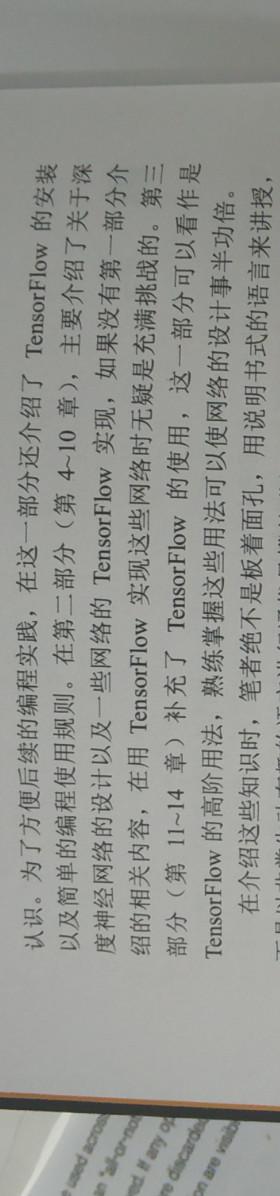 e used across
an "all-or-not
ved. If any op
re discarded
on are visib
认识。为了方便后续的编程实践，在这一部分还介绍了 TensorFlow 的安装
以及简单的编程使用规则。在第二部分（第 4~10 章），主要介绍了关于深
度神经网络的设计以及一些网络的 TensorFlow 实现，如果没有第一部分介
绍的相关内容，在用 TensorFlow 实现这些网络时无疑是充满挑战的。第三
部分（第 11~14 章）补充了 TensorFlow 的使用，这一部分可以看作是
TensorFlow 的高阶用法，熟练掌握这些用法可以使网络的设计事半功倍。
在介绍这些知识时，笔者绝不是板着面孔，用说明书式的语言来讲授，